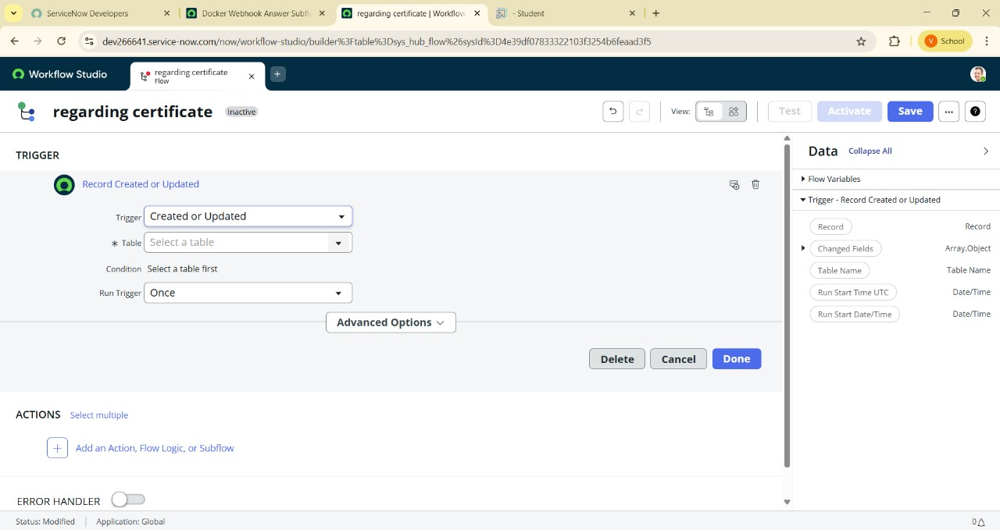 ServiceNow Developers
Docker Webhook Answer Subfl
regarding certificate | Workflow
- Student
dev266641.service-now.com/now/workflow-studio/builder%3Ftable%3Dsys_hub_flow%26sysId%3D4e39df07833322103f3254b6feaad3f5
V School
Workflow Studio
regarding certificate
Flow
regarding certificate Inactive
View: Test Activate Save ... ?
TRIGGER
Record Created or Updated
Trigger Created or Updated
* Table Select a table
Condition Select a table first
Run Trigger Once
Advanced Options
Delete Cancel Done
ACTIONS Select multiple
+ Add an Action, Flow Logic, or Subflow
ERROR HANDLER
Data Collapse All
Flow Variables
Trigger - Record Created or Updated
Record Record
Changed Fields Array.Object
Table Name Table Name
Run Start Time UTC Date/Time
Run Start Date/Time Date/Time
Status: Modified | Application: Global
0